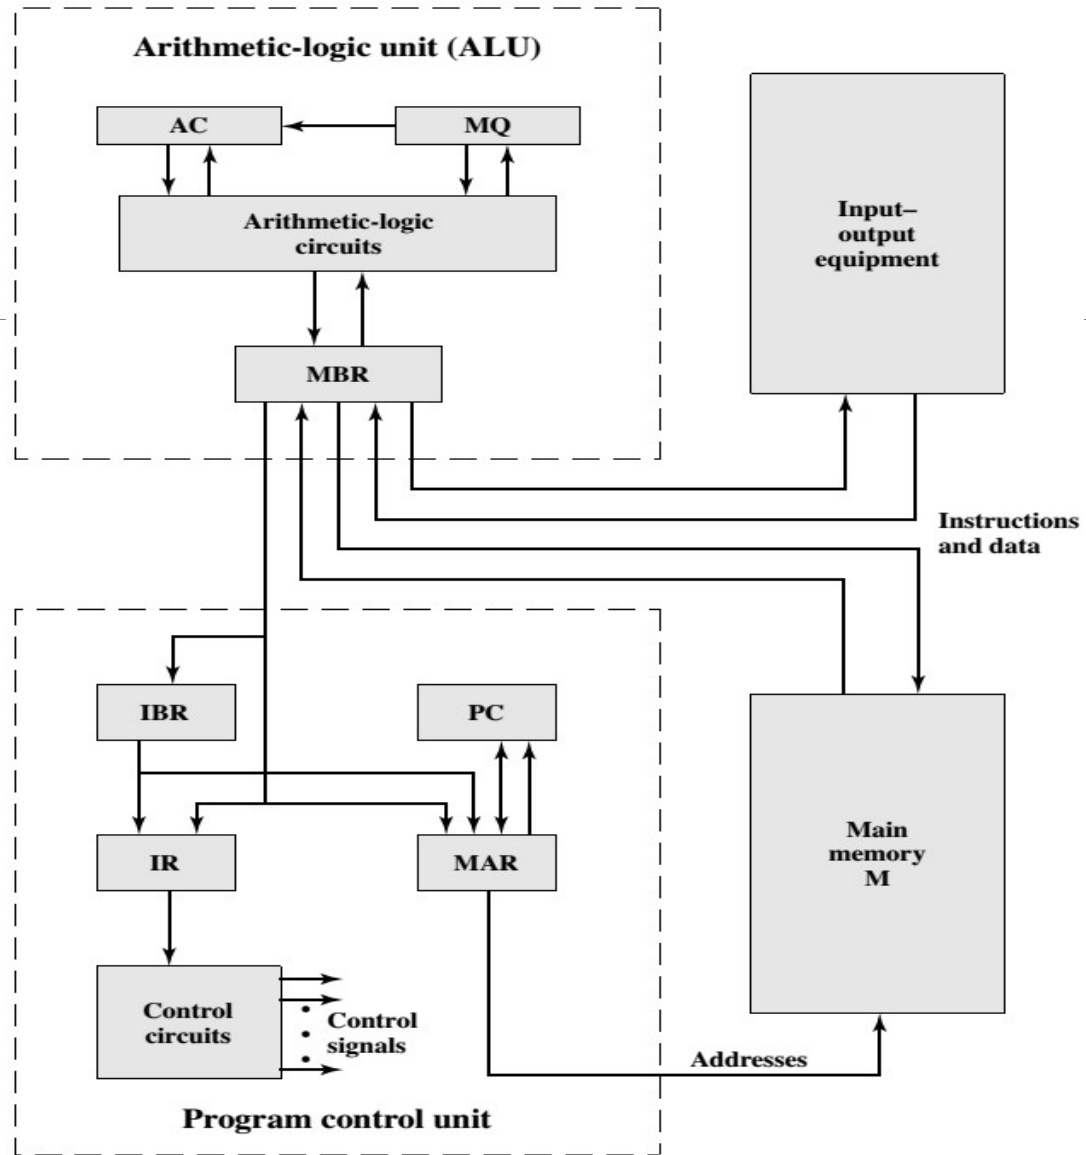 Arithmetic-logic unit (ALU)
AC
MQ
Arithmetic-logic
circuits
MBR
Input–
output
equipment
Instructions
and data
IBR
PC
IR
MAR
Main
memory
M
Control
circuits
Control
signals
Addresses
Program control unit